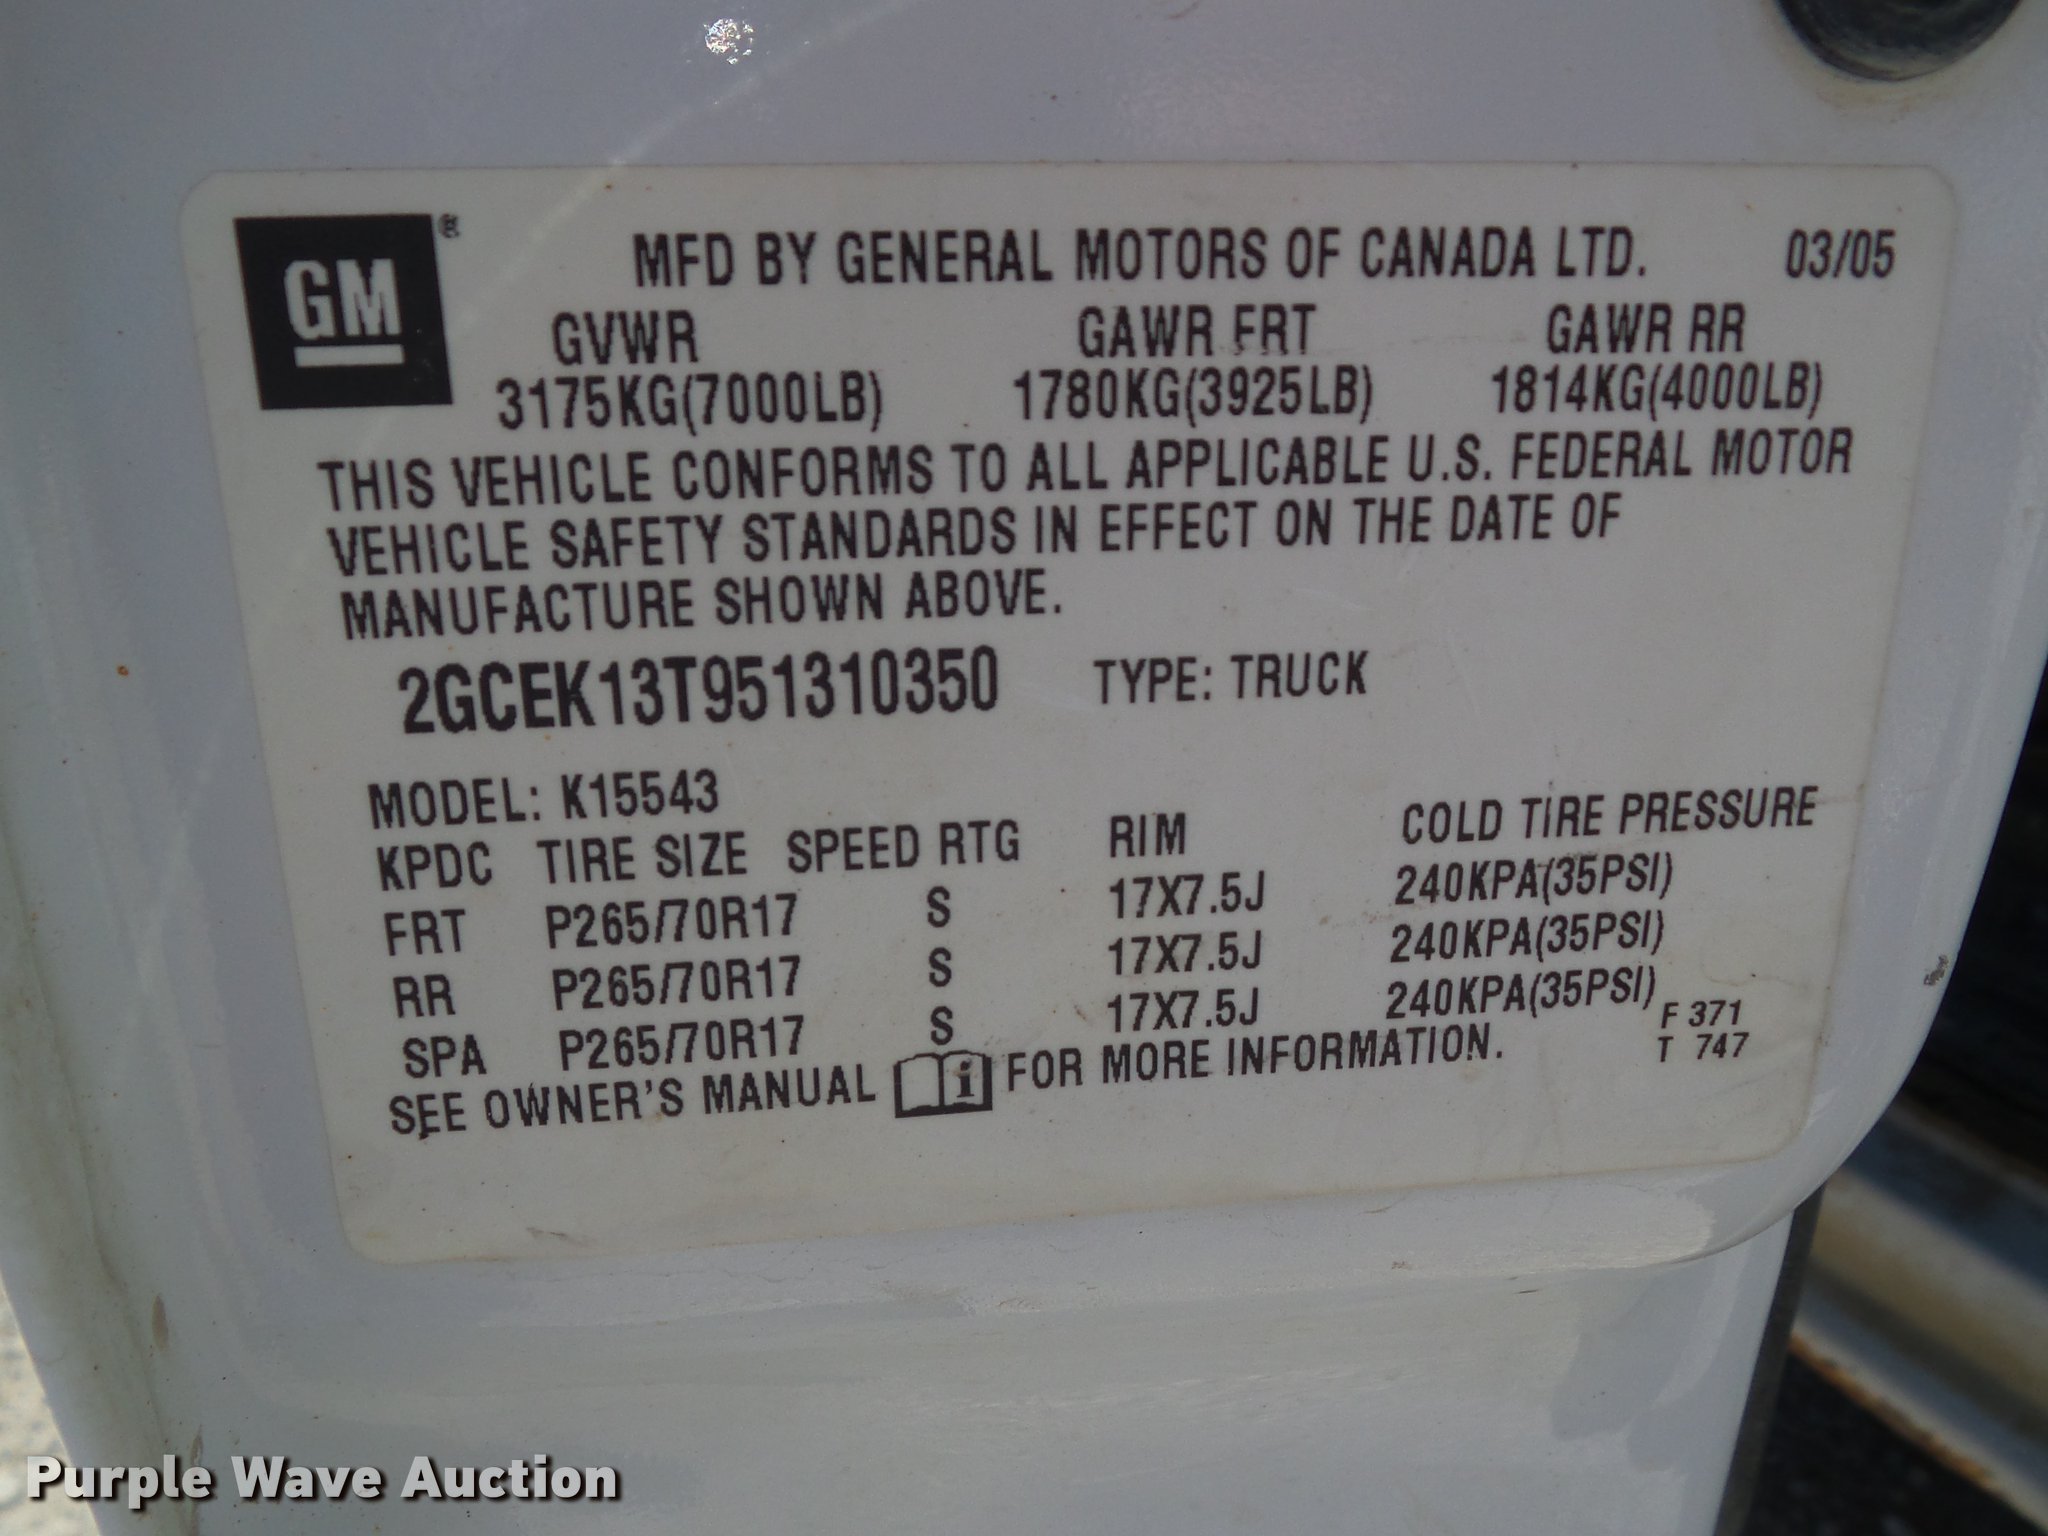 GM®
MFD BY GENERAL MOTORS OF CANADA LTD. 03/05
GVWR GAWR FRT GAWR RR
3175KG(7000LB) 1780KG(3925LB) 1814KG(4000LB)
THIS VEHICLE CONFORMS TO ALL APPLICABLE U.S. FEDERAL MOTOR
VEHICLE SAFETY STANDARDS IN EFFECT ON THE DATE OF
MANUFACTURE SHOWN ABOVE.
2GCEK13T951310350 TYPE: TRUCK
MODEL: K15543
KPDC TIRE SIZE SPEED RTG RIM COLD TIRE PRESSURE
FRT P265/70R17 S 17X7.5J 240KPA(35PSI)
RR P265/70R17 S 17X7.5J 240KPA(35PSI)
SPA P265/70R17 S 17X7.5J 240KPA(35PSI)
SEE OWNER'S MANUAL i FOR MORE INFORMATION.
F 371
T 747
Purple Wave Auction